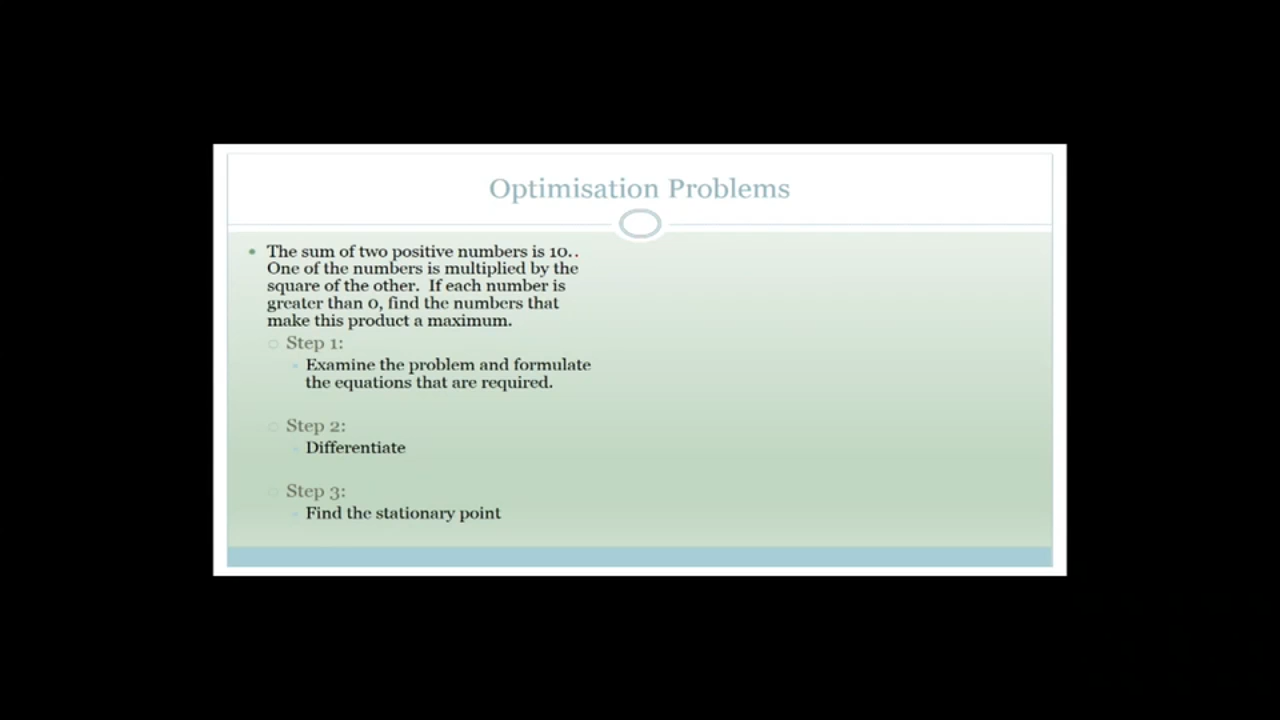 Optimisation Problems
The sum of two positive numbers is 10..
One of the numbers is multiplied by the
square of the other.  If each number is
greater than 0, find the numbers that
make this product a maximum.
Step 1:
Examine the problem and formulate
the equations that are required.
Step 2:
Differentiate
Step 3:
Find the stationary point